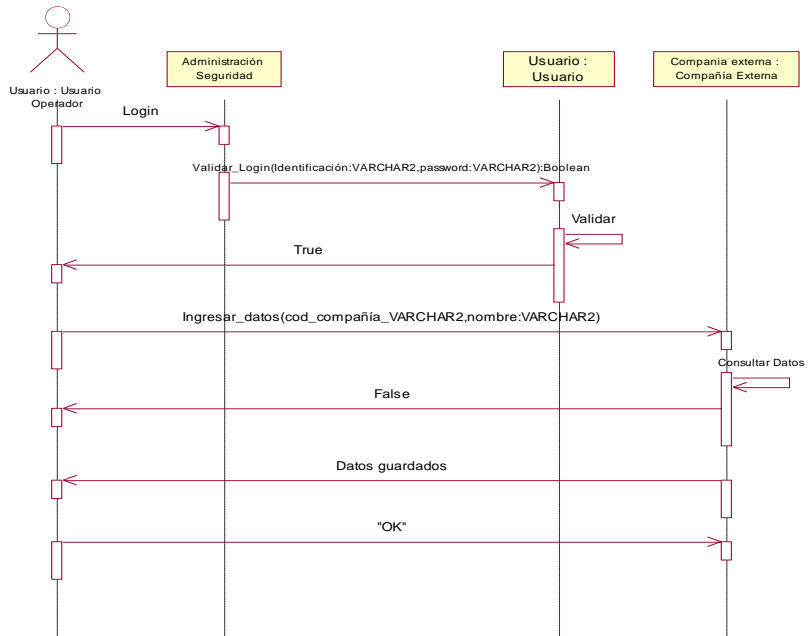 Usuario : Usuario
Operador
Administración
Seguridad
Usuario :
Usuario
Compania externa :
Compañía Externa
Login
Validar_Login(Identificación:VARCHAR2,password:VARCHAR2):Boolean
Validar
True
Ingresar_datos(cod_compañía_VARCHAR2,nombre:VARCHAR2)
Consultar Datos
False
Datos guardados
"OK"